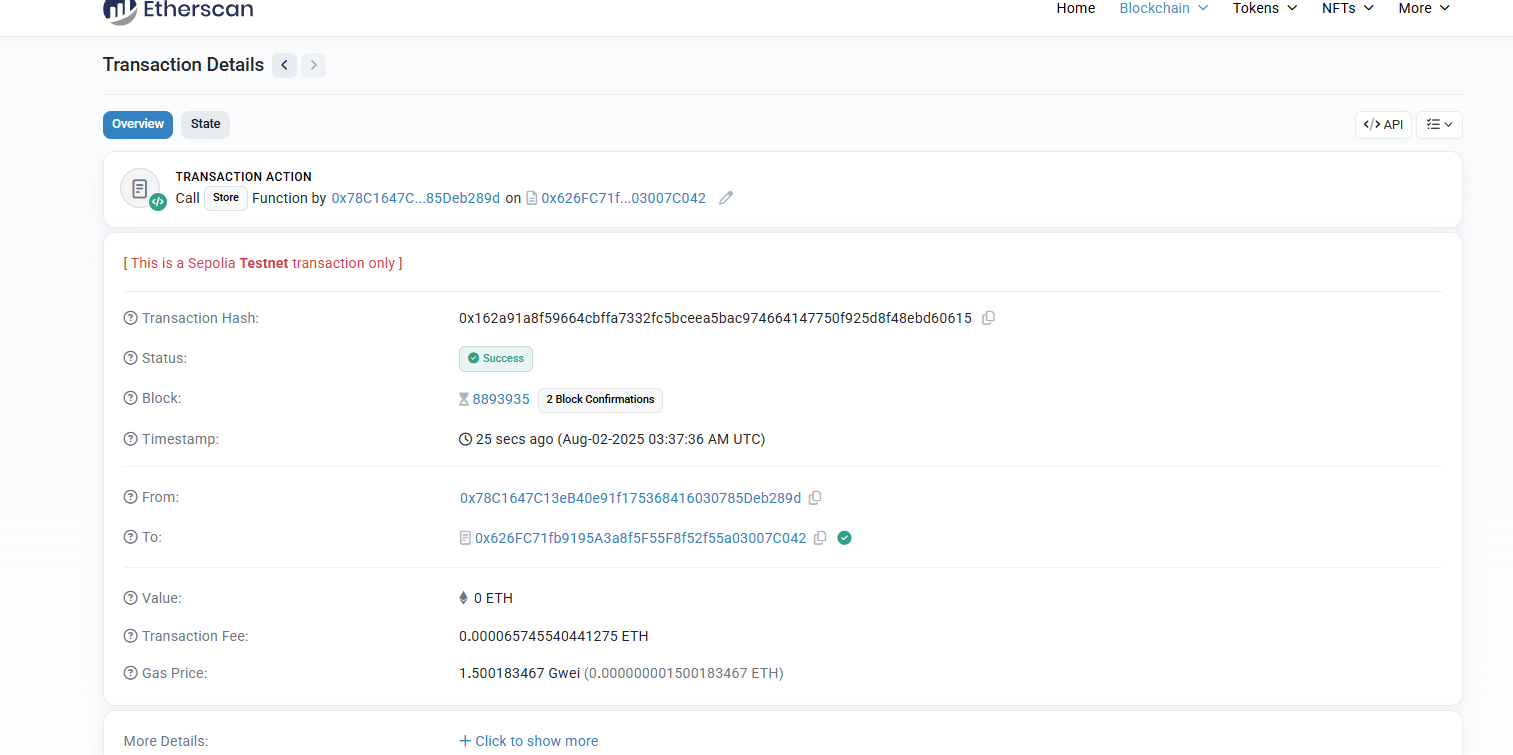 Etherscan
Home Blockchain Tokens NFTs More
Transaction Details
Overview State API
TRANSACTION ACTION
Call Store Function by 0x78C1647C...85Deb289d on 0x626FC71f...03007C042
[ This is a Sepolia Testnet transaction only ]
Transaction Hash: 0x162a91a8f59664cbffa7332fc5bceea5bac974664147750f925d8f48ebd60615
Status: Success
Block: 8893935 2 Block Confirmations
Timestamp: 25 secs ago (Aug-02-2025 03:37:36 AM UTC)
From: 0x78C1647C13eB40e91f175368416030785Deb289d
To: 0x626FC71fb9195A3a8f5F55F8f52f55a03007C042
Value: 0 ETH
Transaction Fee: 0.000065745540441275 ETH
Gas Price: 1.500183467 Gwei (0.000000001500183467 ETH)
More Details: + Click to show more